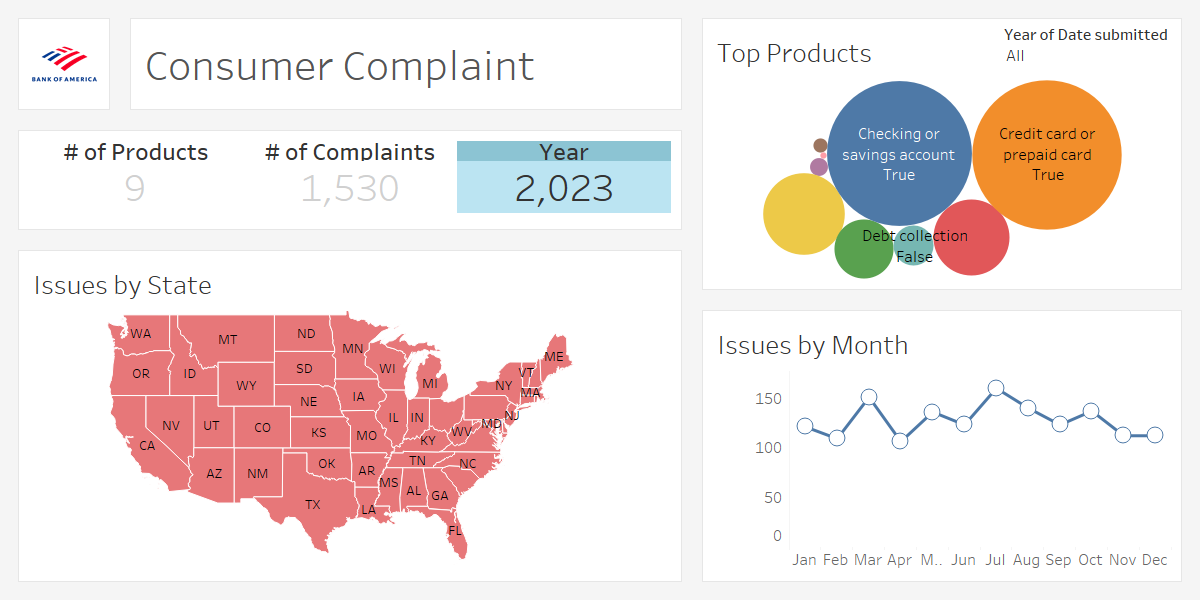 BANK OF AMERICA
Consumer Complaint
# of Products
9
# of Complaints
1,530
Year
2,023
Issues by State
WA
MT
ND
MN
ME
OR
ID
SD
WI
VT
WY
MI
NY
MA
NE
IA
NV
UT
CO
IL
IN
NJ
MD
CA
KS
MO
KY
WV
AZ
NM
OK
AR
TN
NC
TX
MS
AL
GA
LA
FL
Top Products
Year of Date submitted
All
Checking or
savings account
True
Credit card or
prepaid card
True
Debt collection
False
Issues by Month
150
100
50
0
Jan Feb Mar Apr M.. Jun Jul Aug Sep Oct Nov Dec